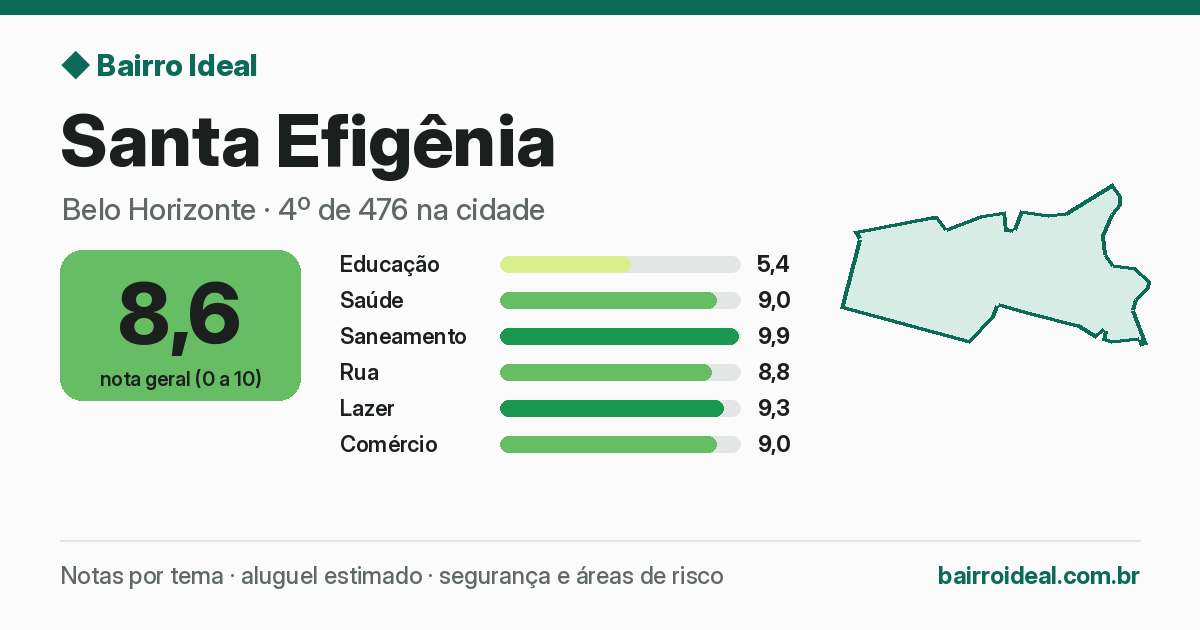 Bairro Ideal
Santa Efigênia
Belo Horizonte · 4º de 476 na cidade
8,6
nota geral (0 a 10)
Educação 5,4
Saúde 9,0
Saneamento 9,9
Rua 8,8
Lazer 9,3
Comércio 9,0
Notas por tema · aluguel estimado · segurança e áreas de risco
bairroideal.com.br